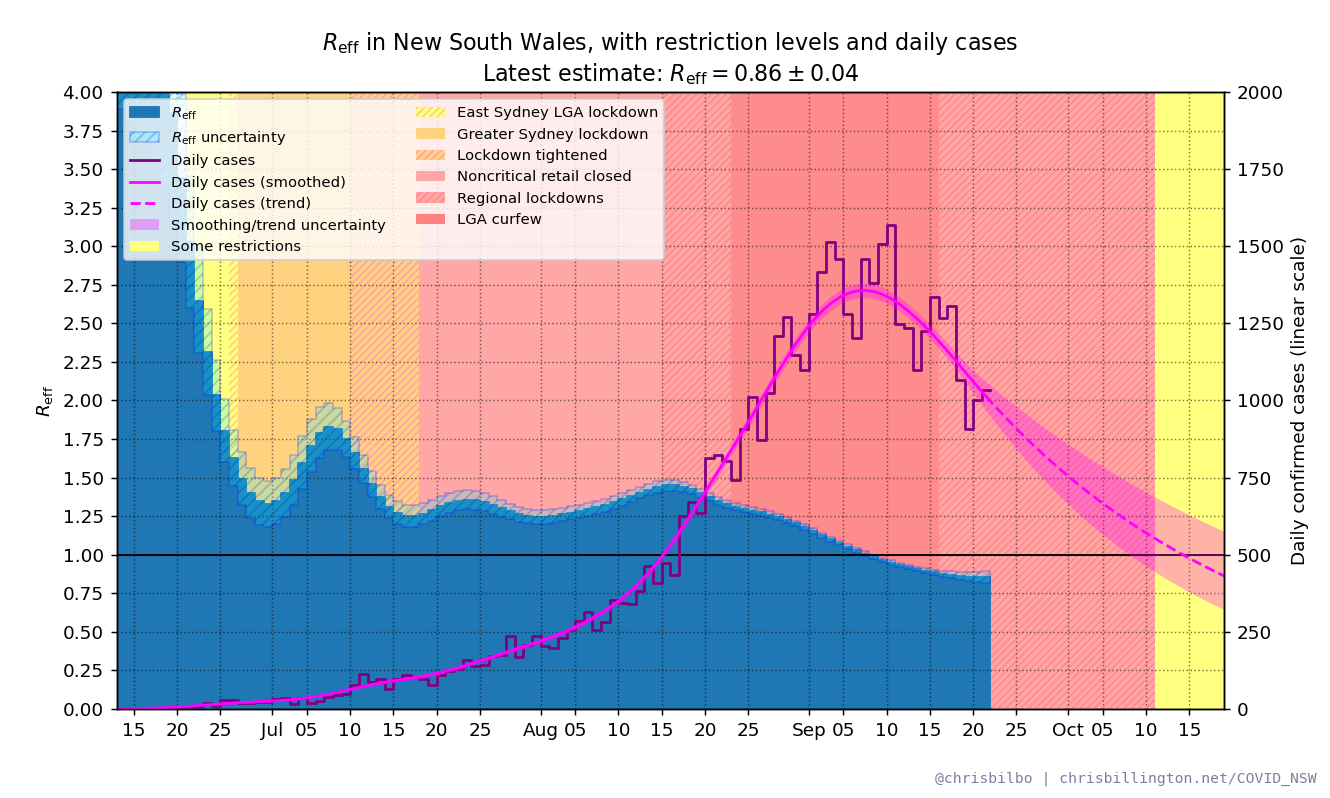 Reff in New South Wales, with restriction levels and daily cases
Latest estimate: Reff = 0.86 ± 0.04
4.00
3.75
3.50
3.25
3.00
2.75
2.50
2.25
2.00
1.75
1.50
1.25
1.00
0.75
0.50
0.25
0.00
Reff
Reff
Reff uncertainty
Daily cases
Daily cases (smoothed)
Daily cases (trend)
Smoothing/trend uncertainty
Some restrictions
East Sydney LGA lockdown
Greater Sydney lockdown
Lockdown tightened
Noncritical retail closed
Regional lockdowns
LGA curfew
2000
1750
1500
1250
1000
750
500
250
0
Daily confirmed cases (linear scale)
15 20 25 Jul 05 10 15 20 25 Aug 05 10 15 20 25 Sep 05 10 15 20 25 Oct 05 10 15
@chrisbilbo | chrisbillington.net/COVID_NSW